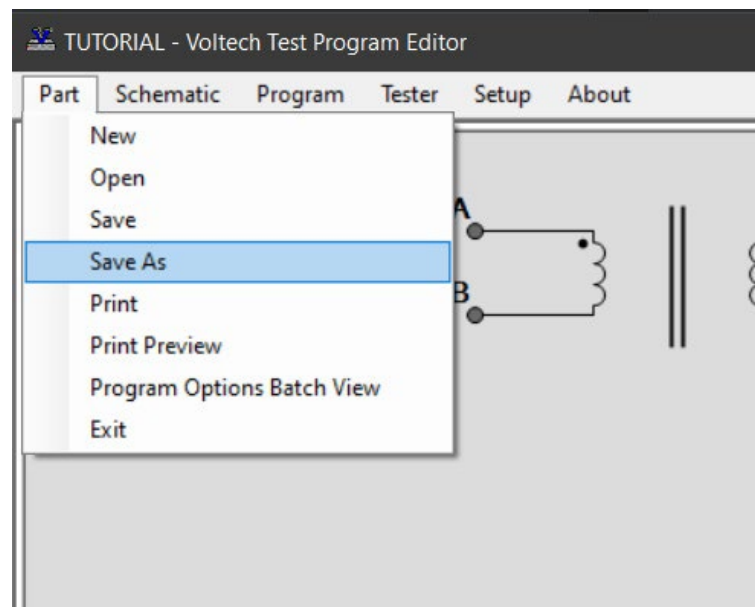 TUTORIAL - Voltech Test Program Editor
Part Schematic Program Tester Setup About
New
Open
Save
Save As
Print
Print Preview
Program Options Batch View
Exit
A
B